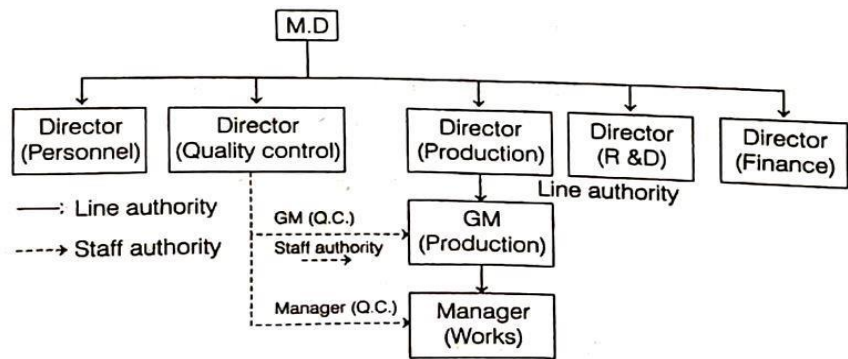 M.D
Director
(Personnel)
Director
(Quality control)
Director
(Production)
Director
(R &D)
Director
(Finance)
Line authority
—: Line authority
GM (Q.C.)
Staff authority
GM
(Production)
Staff authority
Manager (Q.C.)
Manager
(Works)